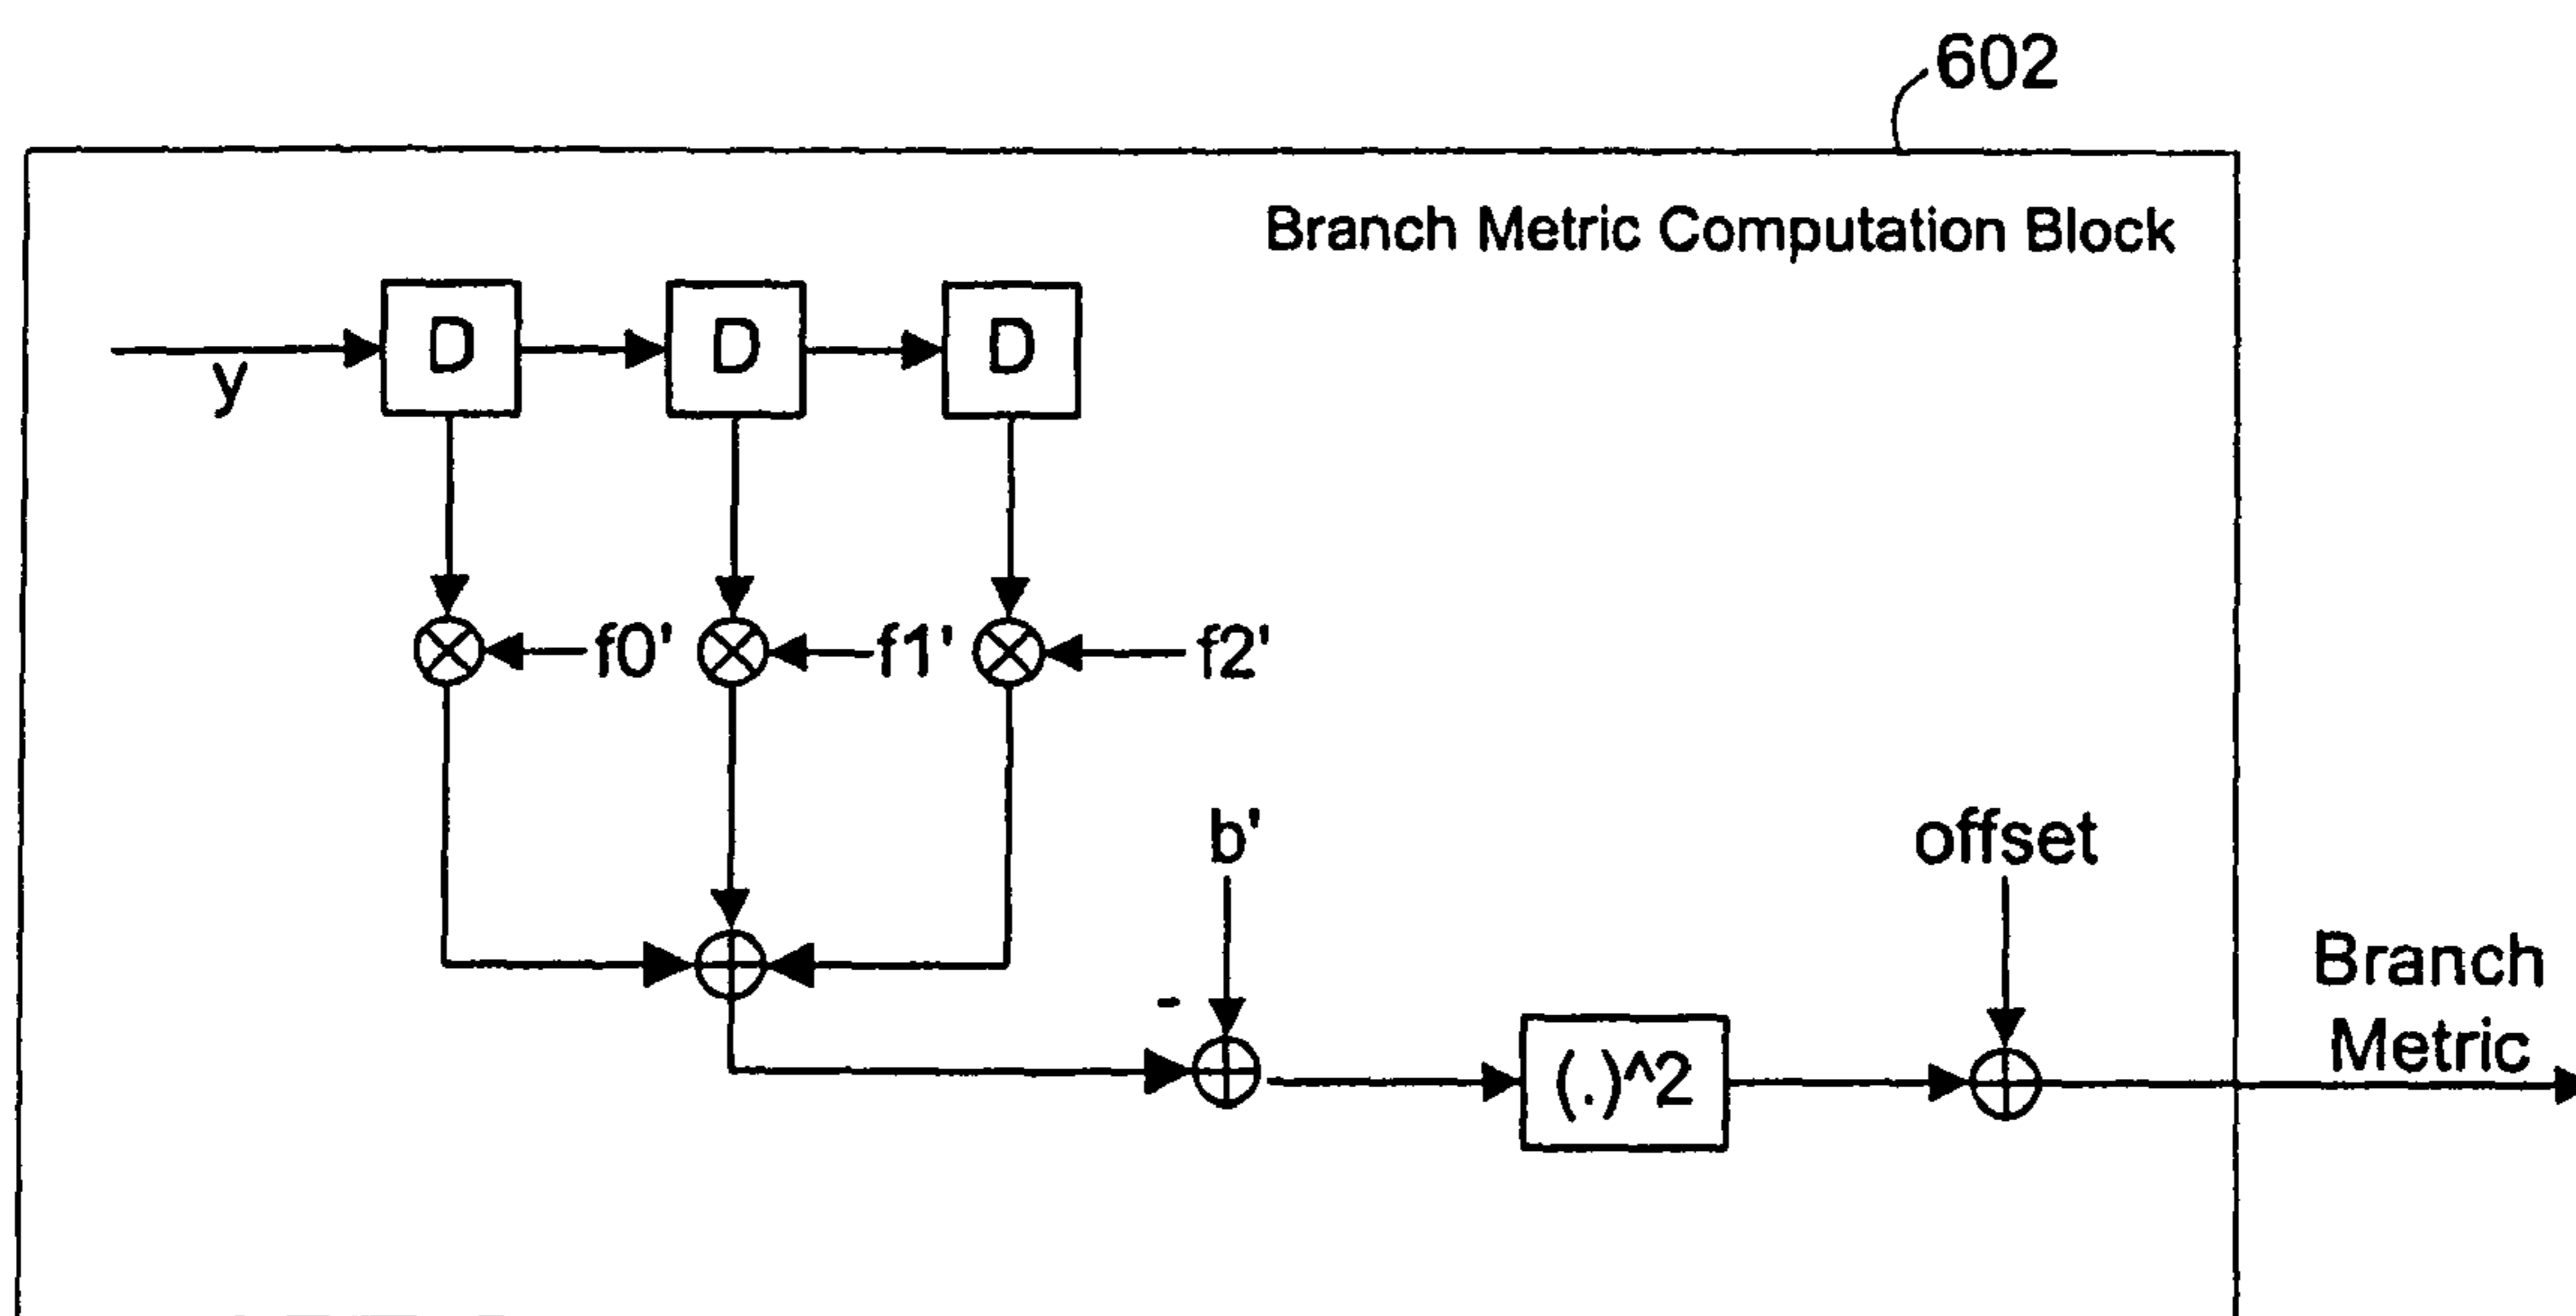 602
Branch Metric Computation Block
D D D
y
f0' f1' f2'
b'
offset
-
Branch
Metric
(.)^2